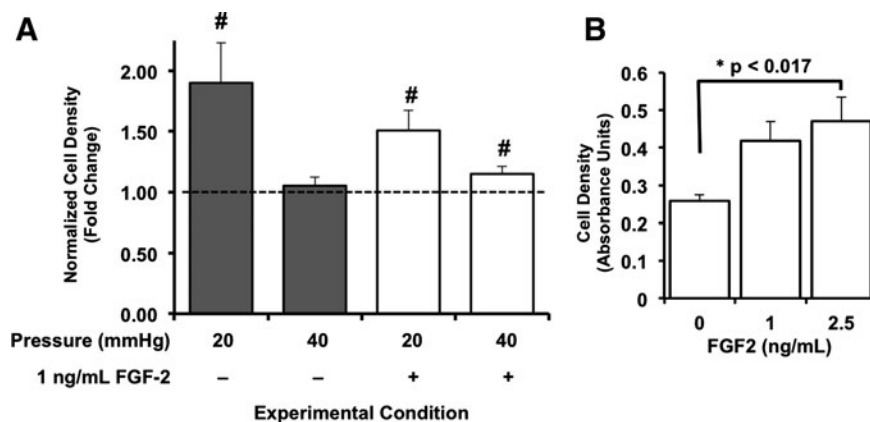 A
Normalized Cell Density
(Fold Change)
2.00
1.50
1.00
0.50
0.00
#
#
#
Pressure (mmHg) 20 40 20 40
1 ng/mL FGF-2 – – + +
Experimental Condition
B
* p < 0.017
Cell Density
(Absorbance Units)
0.6
0.5
0.4
0.3
0.2
0.1
0
0 1 2.5
FGF2 (ng/mL)